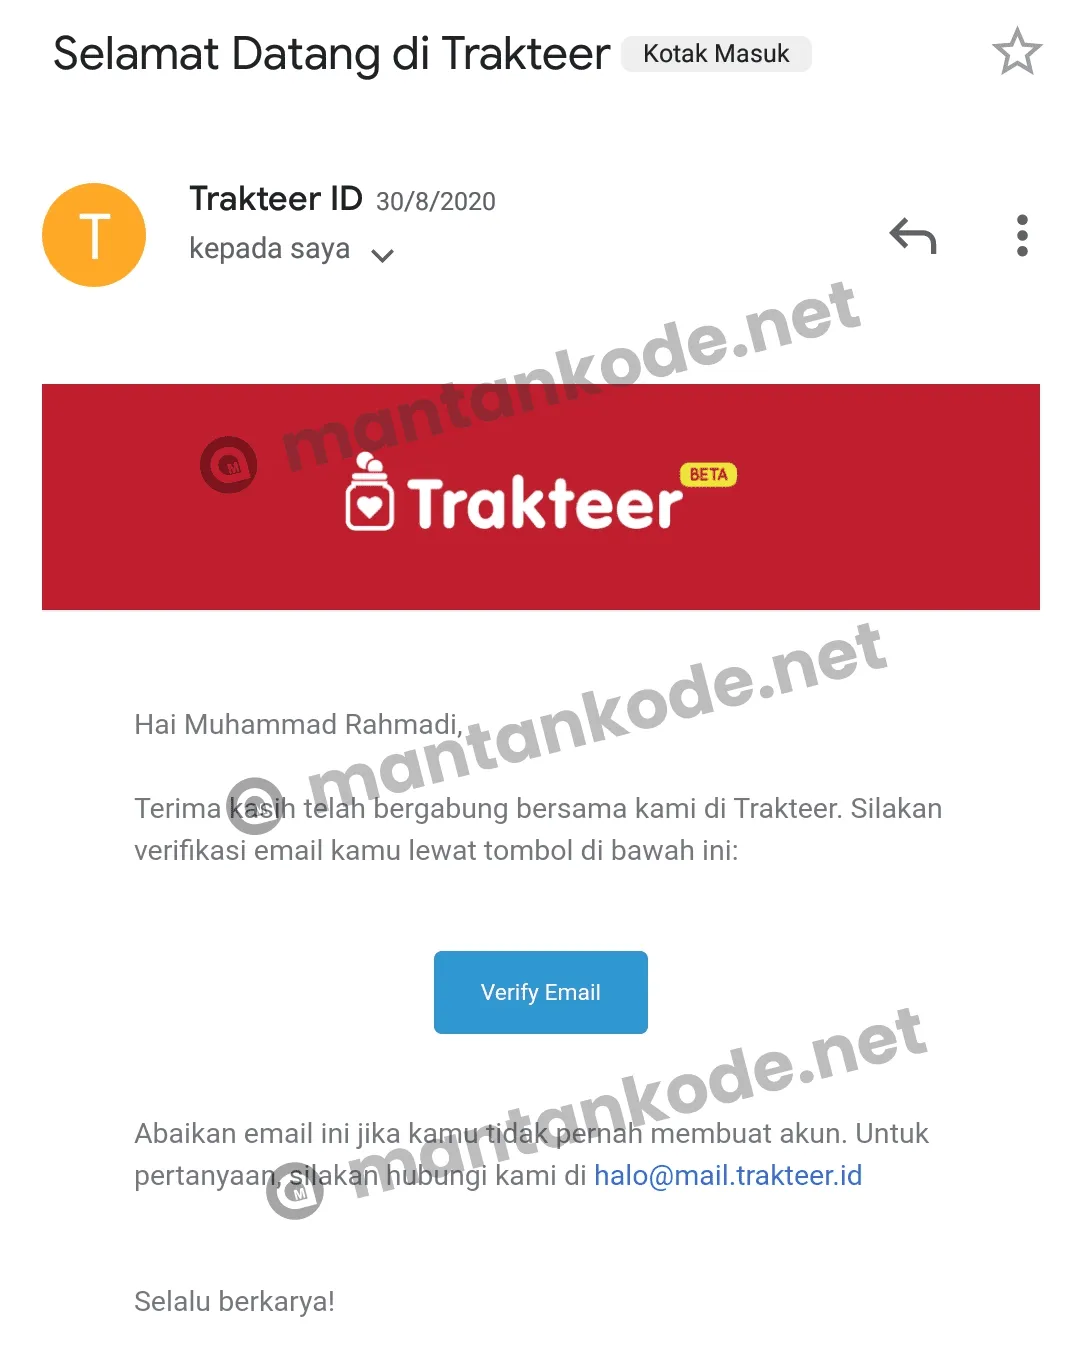 Selamat Datang di Trakteer Kotak Masuk
T
Trakteer ID 30/8/2020
kepada saya
mantankode.net
M
Trakteer BETA
mantankode.net
Hai Muhammad Rahmadi,
M
Terima kasih telah bergabung bersama kami di Trakteer. Silakan
verifikasi email kamu lewat tombol di bawah ini:
Verify Email
mantankode.net
M
Abaikan email ini jika kamu tidak pernah membuat akun. Untuk
pertanyaan, silakan hubungi kami di halo@mail.trakteer.id
Selalu berkarya!